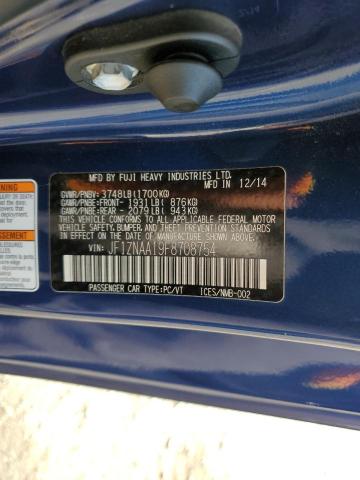 MFD BY FUJI HEAVY INDUSTRIES LTD.
MADE IN 12/14
GVWR/PNBV: 3748LB(1700KG)
GAWR/PNBE:FRONT- 1931LB( 876KG)
GAWR/PNBE:REAR - 2079LB( 943KG)
THIS VEHICLE CONFORMS TO ALL APPLICABLE FEDERAL MOTOR
VEHICLE SAFETY, BUMPER, AND THEFT PREVENTION STANDARDS
IN EFFECT ON THE DATE OF MANUFACTURE SHOWN ABOVE.
VIN: JF1ZNAA19F8708754
PASSENGER CAR TYPE:PC/VT ICES/NMB-002
OR DEATH